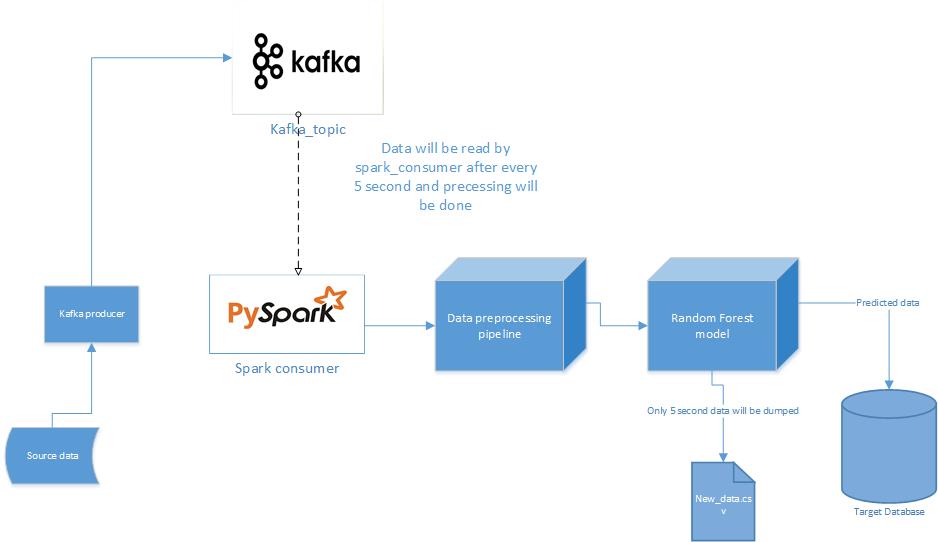 kafka
Kafka_topic
Data will be read by
spark_consumer after every
5 second and precessing will
be done
Kafka producer
PySpark
Spark consumer
Data preprocessing
pipeline
Random Forest
model
Predicted data
Only 5 second data will be dumped
Source data
New_data.cs
v
Target Database